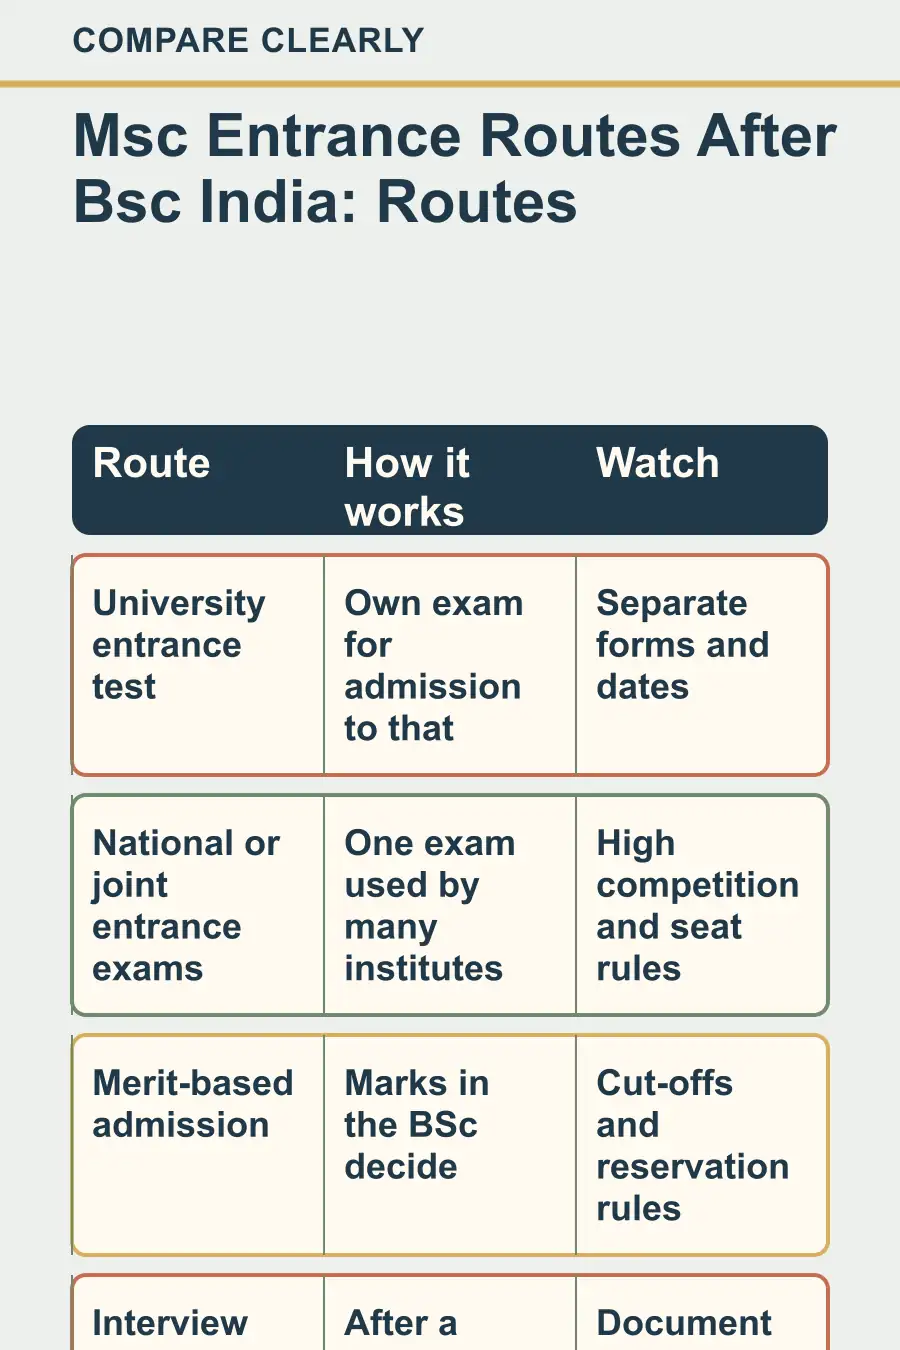 COMPARE CLEARLY
Msc Entrance Routes After
Bsc India: Routes
Route
How it
works
Watch
University
entrance
test
Own exam
for
admission
to that
Separate
forms and
dates
National or
joint
entrance
exams
One exam
used by
many
institutes
High
competition
and seat
rules
Merit-based
admission
Marks in
the BSc
decide
Cut-offs
and
reservation
rules
Interview
After a
Document